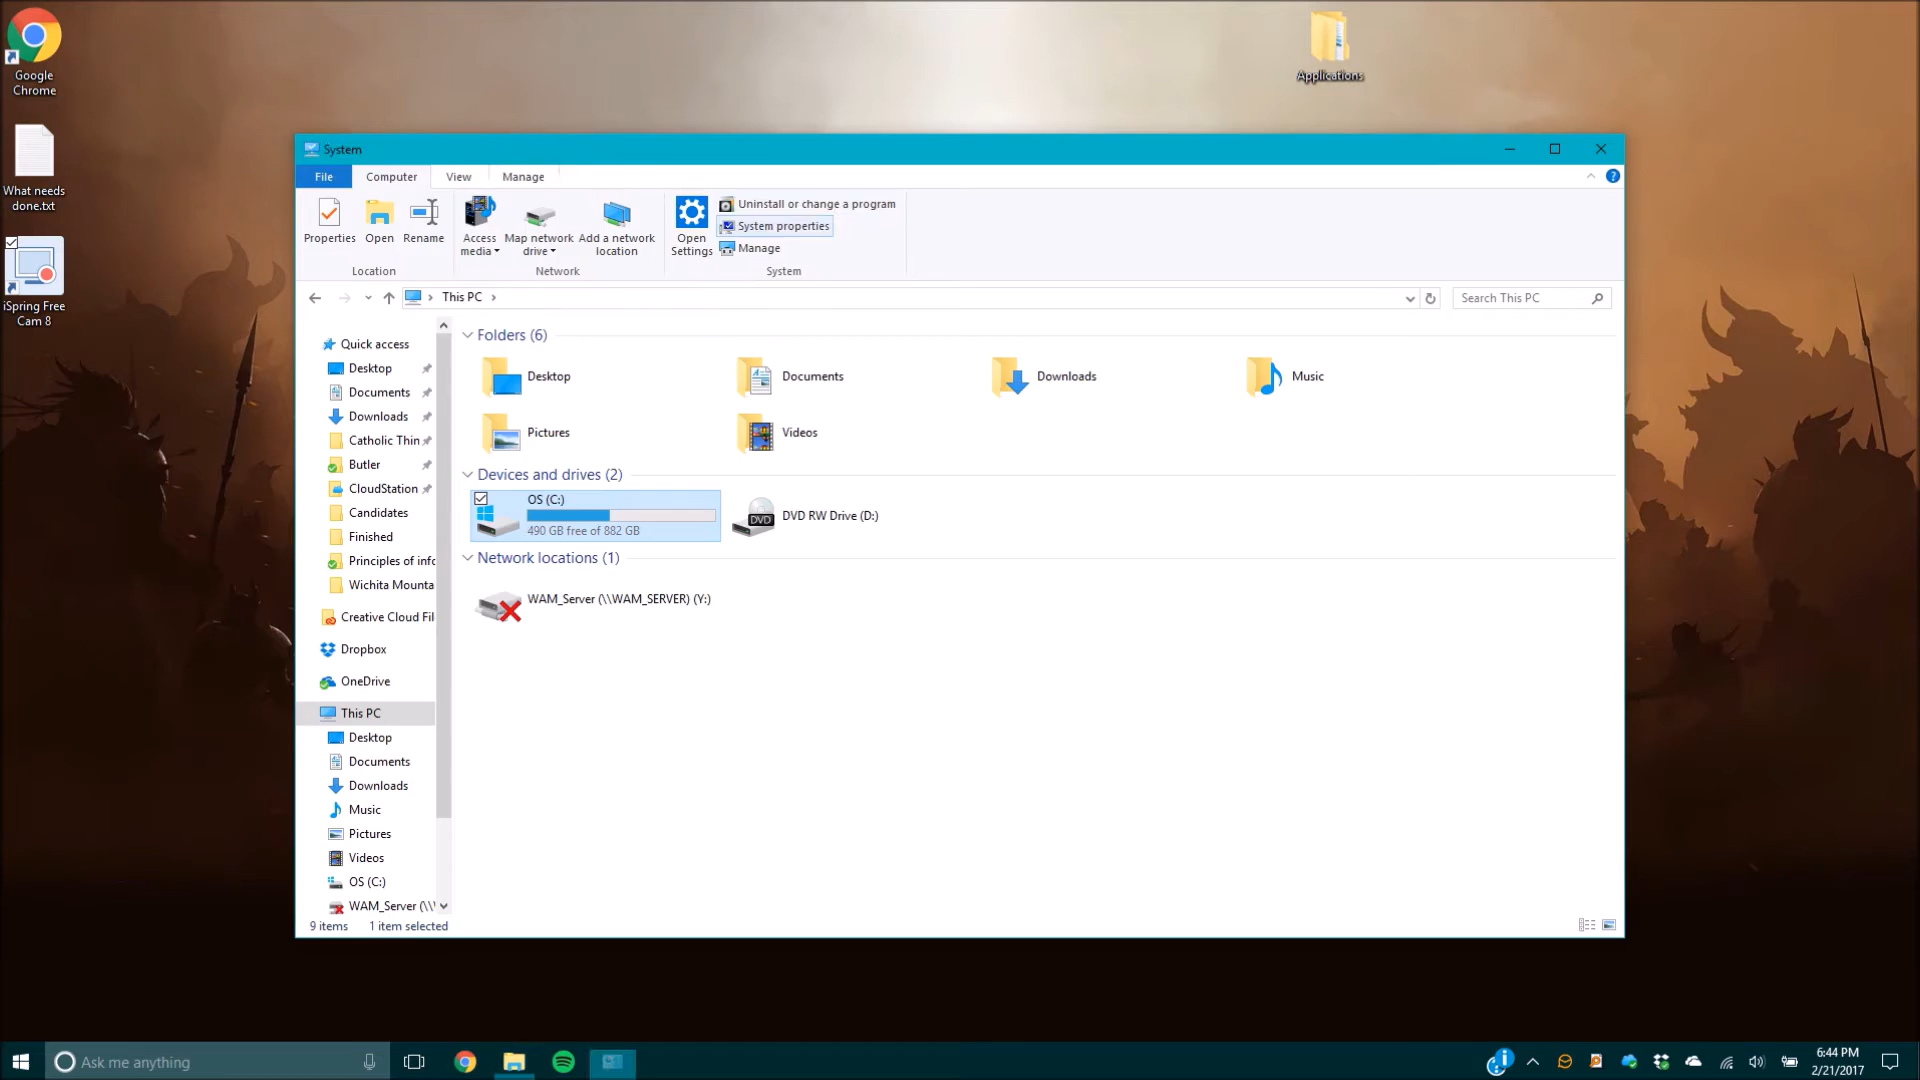 Google
Chrome
What needs
done.txt
iSpring Free
Cam 8
Applications
System
File
Computer
View
Manage
Properties
Open
Rename
Location
Access
media
Map network
drive
Add a network
location
Network
Open
Settings
Uninstall or change a program
System properties
Manage
System
This PC
Search This PC
Quick access
Desktop
Documents
Downloads
Catholic Thin
Butler
CloudStation
Candidates
Finished
Principles of info
Wichita Mounta
Creative Cloud Fil
Dropbox
OneDrive
This PC
Desktop
Documents
Downloads
Music
Pictures
Videos
OS (C:)
WAM_Server (\\
Folders (6)
Desktop
Documents
Downloads
Music
Pictures
Videos
Devices and drives (2)
OS (C:)
490 GB free of 882 GB
DVD
DVD RW Drive (D:)
Network locations (1)
WAM_Server (\\WAM_SERVER) (Y:)
9 items
1 item selected
Ask me anything
6:44 PM
2/21/2017